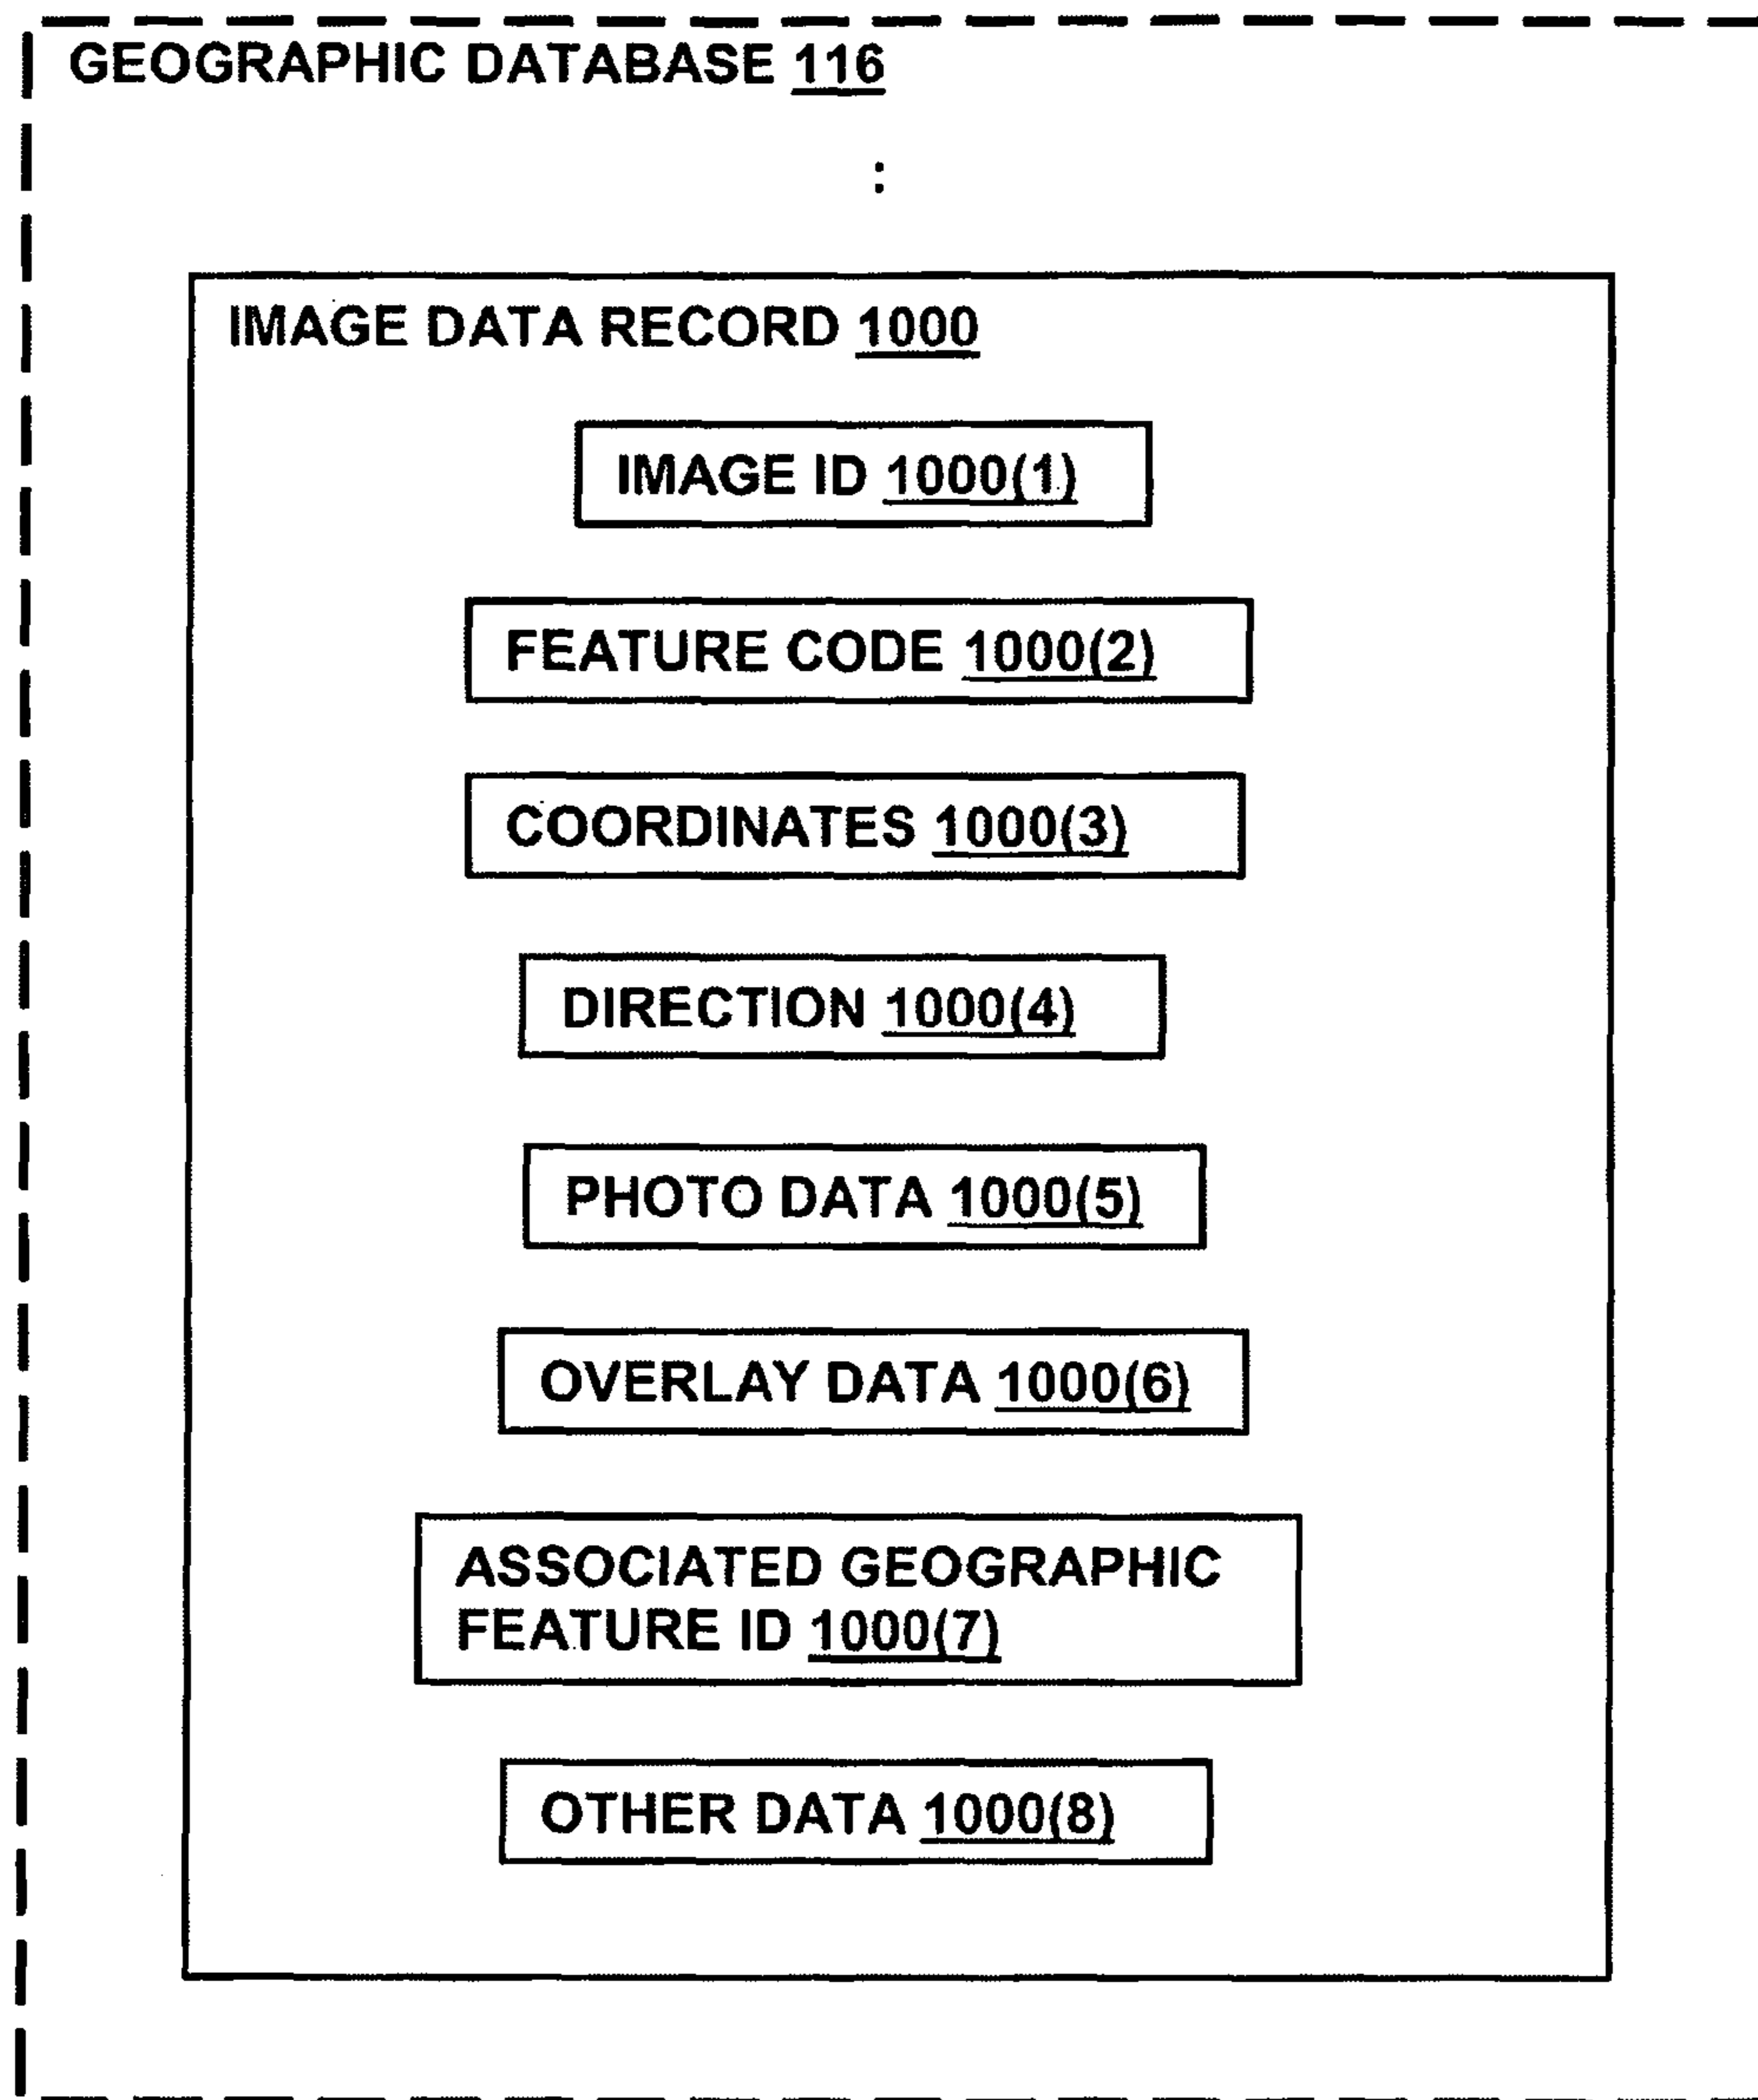 GEOGRAPHIC DATABASE 116
:
IMAGE DATA RECORD 1000
IMAGE ID 1000(1)
FEATURE CODE 1000(2)
COORDINATES 1000(3)
DIRECTION 1000(4)
PHOTO DATA 1000(5)
OVERLAY DATA 1000(6)
ASSOCIATED GEOGRAPHIC
FEATURE ID 1000(7)
OTHER DATA 1000(8)